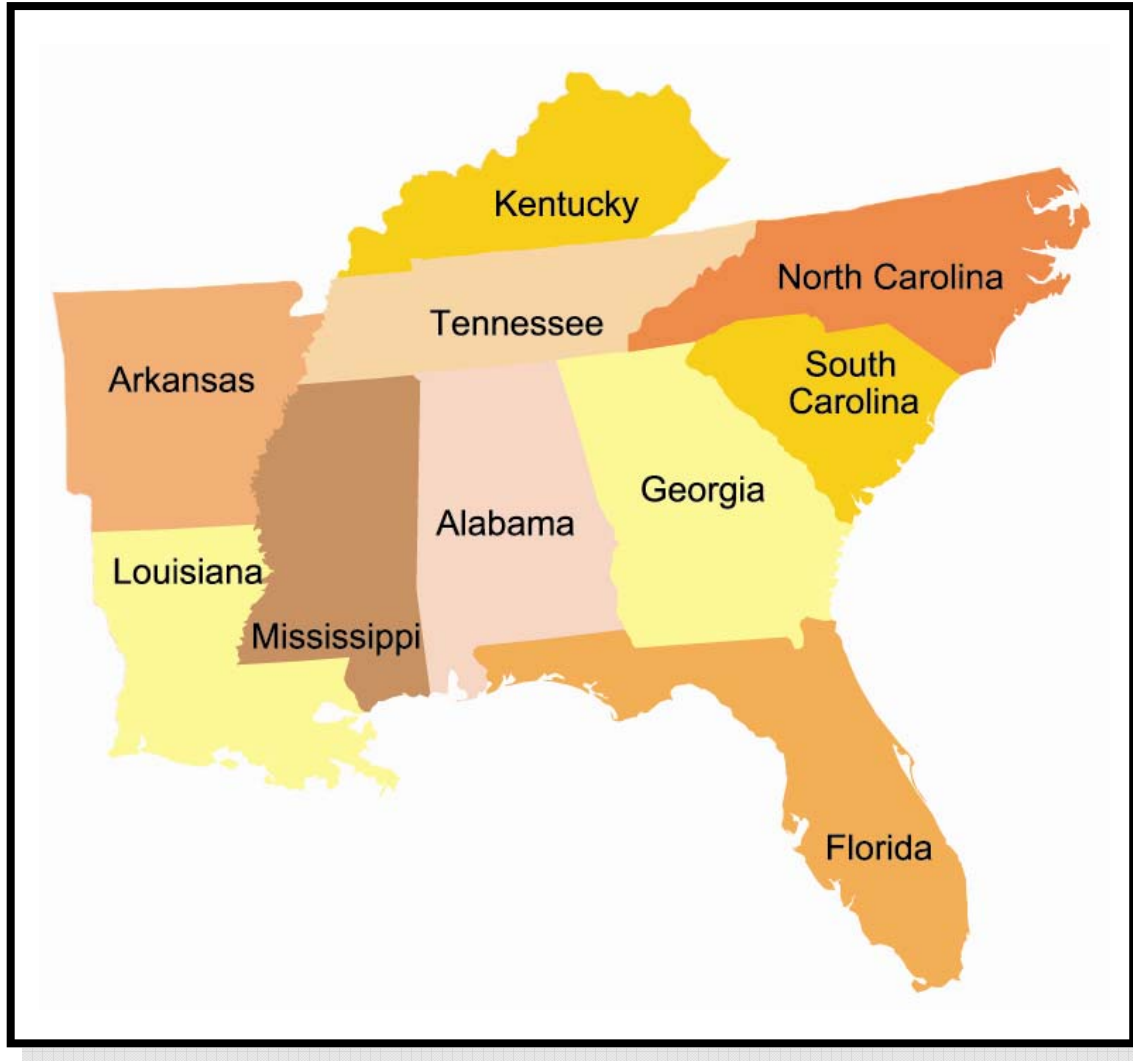 Kentucky
North Carolina
Tennessee
South
Carolina
Arkansas
Georgia
Alabama
Louisiana
Mississippi
Florida